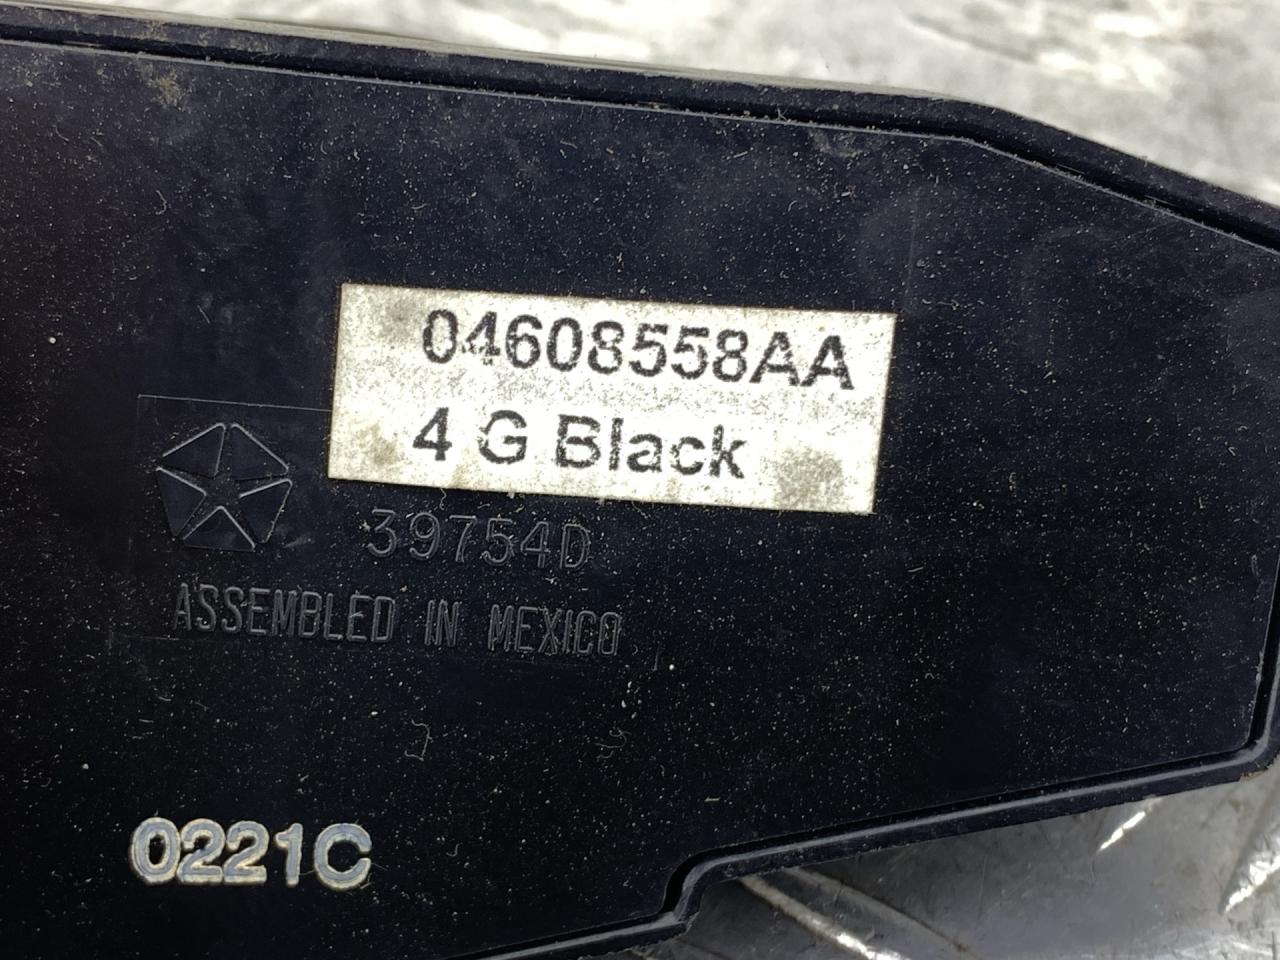 04608558AA
4 G Black
39754D
ASSEMBLED IN MEXICO
0221C